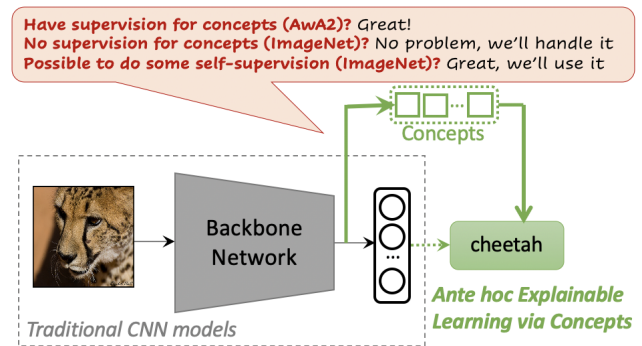 Have supervision for concepts (AwA2)? Great!
No supervision for concepts (ImageNet)? No problem, we'll handle it
Possible to do some self-supervision (ImageNet)? Great, we'll use it
...
Concepts
Backbone
Network
...
cheetah
Ante hoc Explainable
Learning via Concepts
Traditional CNN models